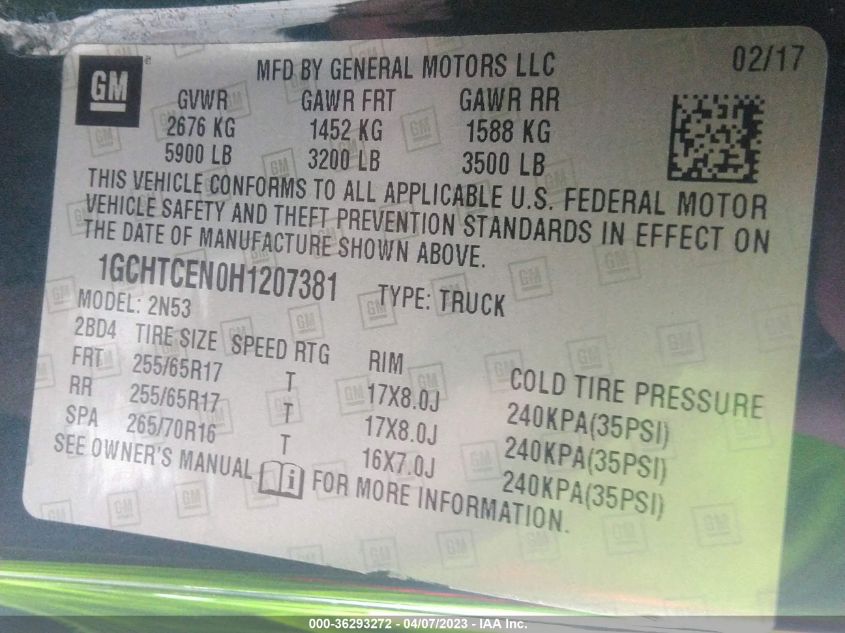 GM
MFD BY GENERAL MOTORS LLC 02/17
GVWR GAWR FRT GAWR RR
2676 KG 1452 KG 1588 KG
5900 LB 3200 LB 3500 LB
THIS VEHICLE CONFORMS TO ALL APPLICABLE U.S. FEDERAL MOTOR
VEHICLE SAFETY AND THEFT PREVENTION STANDARDS IN EFFECT ON
THE DATE OF MANUFACTURE SHOWN ABOVE.
1GCHTCEN0H1207381 TYPE: TRUCK
MODEL: 2N53
2BD4 TIRE SIZE SPEED RTG RIM COLD TIRE PRESSURE
FRT 255/65R17 T 17X8.0J 240KPA(35PSI)
RR 255/65R17 T 17X8.0J 240KPA(35PSI)
SPA 265/70R16 T 16X7.0J 240KPA(35PSI)
SEE OWNER'S MANUAL i FOR MORE INFORMATION.
000-36293272 - 04/07/2023 - IAA Inc.